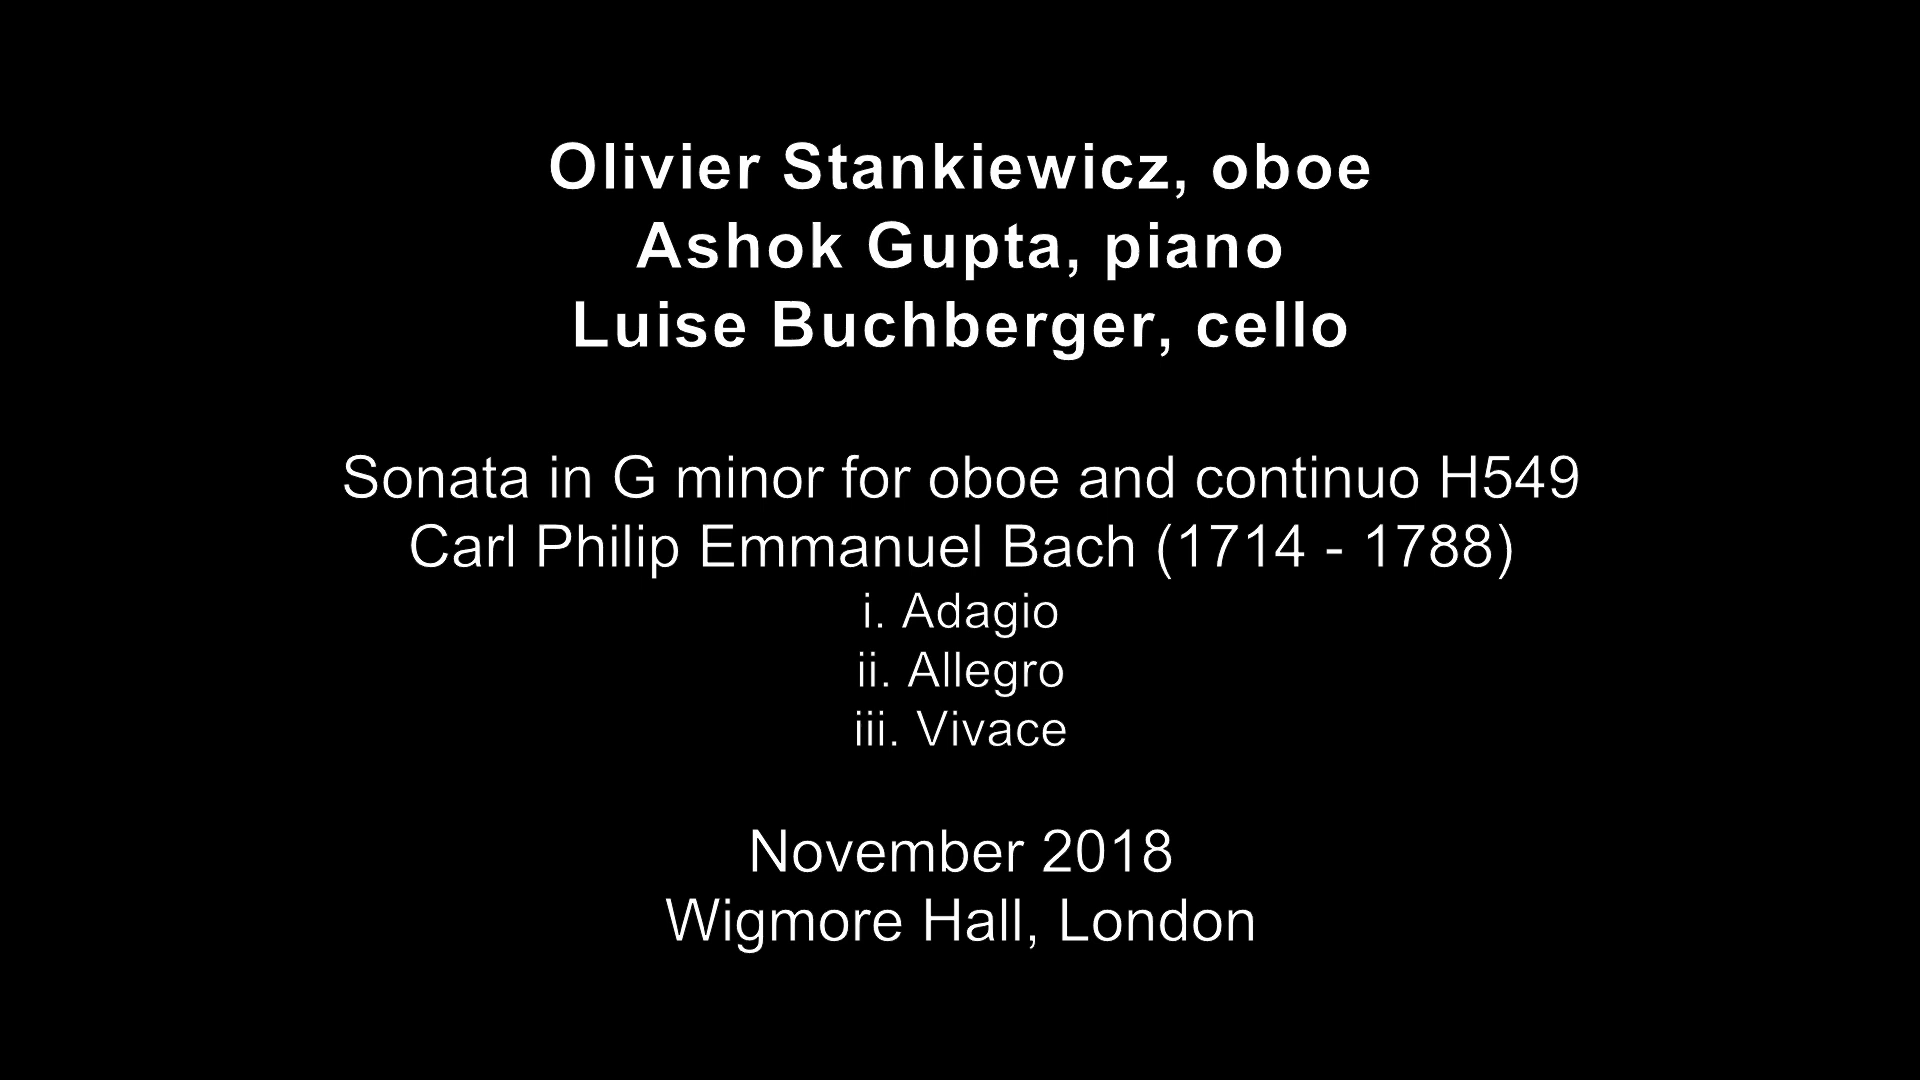 Olivier Stankiewicz, oboe
Ashok Gupta, piano
Luise Buchberger, cello
Sonata in G minor for oboe and continuo H549
Carl Philip Emmanuel Bach (1714 - 1788)
i. Adagio
ii. Allegro
iii. Vivace
November 2018
Wigmore Hall, London